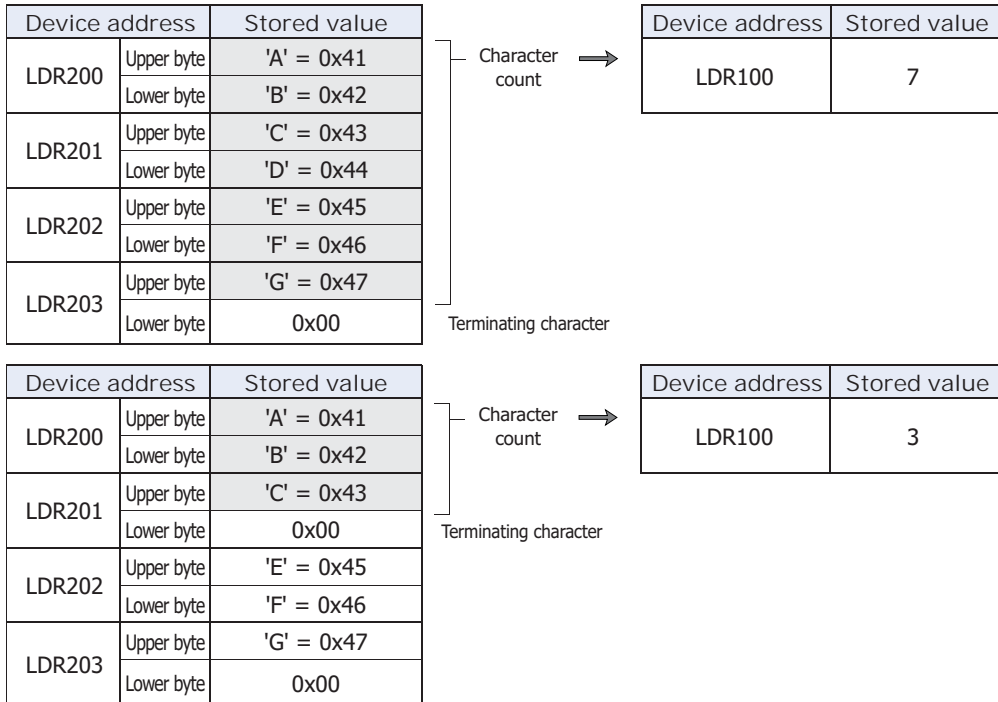 Device address Stored value
LDR200 Upper byte 'A' = 0x41
Lower byte 'B' = 0x42
LDR201 Upper byte 'C' = 0x43
Lower byte 'D' = 0x44
LDR202 Upper byte 'E' = 0x45
Lower byte 'F' = 0x46
LDR203 Upper byte 'G' = 0x47
Lower byte 0x00
Character
count
Terminating character
Device address Stored value
LDR100 7
Device address Stored value
LDR200 Upper byte 'A' = 0x41
Lower byte 'B' = 0x42
LDR201 Upper byte 'C' = 0x43
Lower byte 0x00
LDR202 Upper byte 'E' = 0x45
Lower byte 'F' = 0x46
LDR203 Upper byte 'G' = 0x47
Lower byte 0x00
Character
count
Terminating character
Device address Stored value
LDR100 3